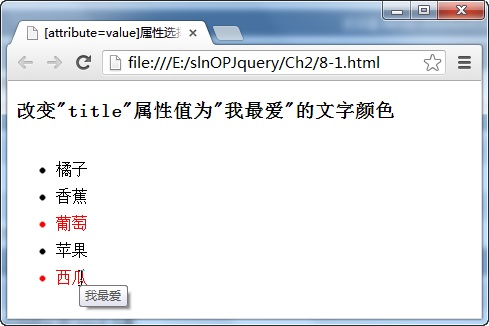 [attribute=value]属性选
file:///E:/slnOPJquery/Ch2/8-1.html
改变"title"属性值为"我最爱"的文字颜色
橘子
香蕉
葡萄
苹果
西瓜
我最爱